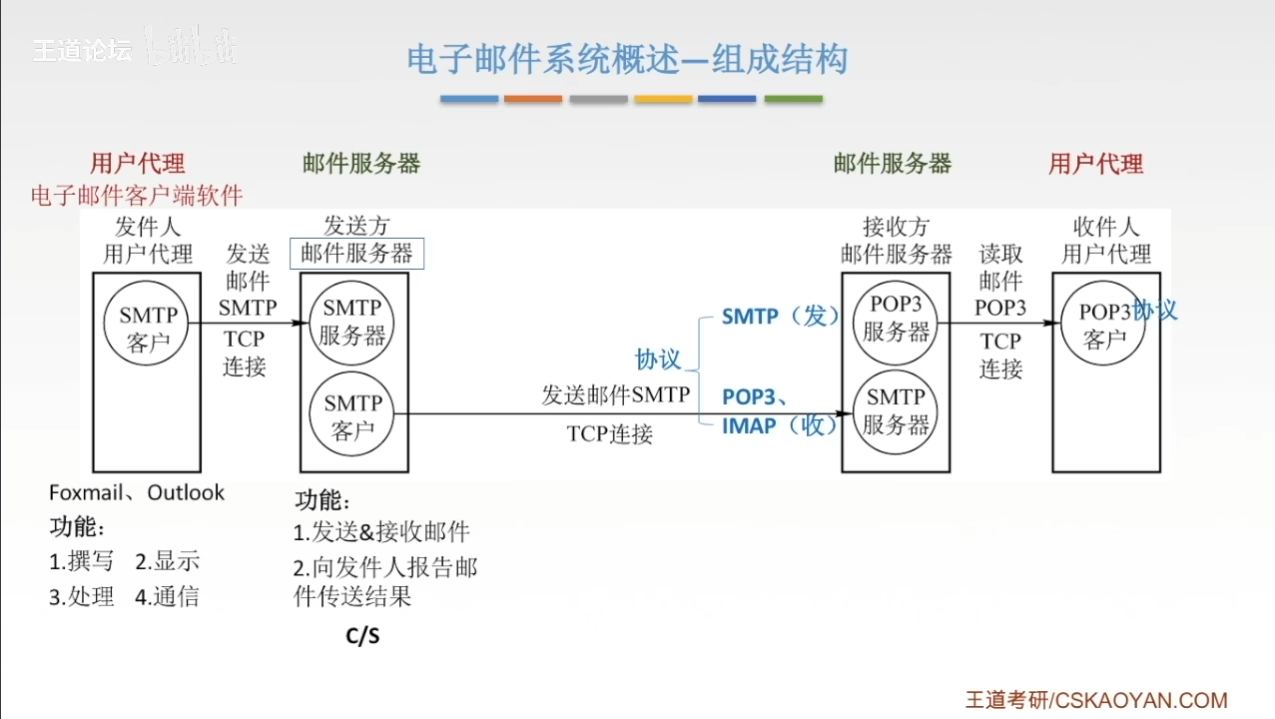 王道论坛 bilibili
电子邮件系统概述—组成结构
用户代理
电子邮件客户端软件
邮件服务器
邮件服务器
用户代理
发件人
用户代理
发送
邮件
SMTP
TCP
连接
发送方
邮件服务器
接收方
邮件服务器
读取
邮件
POP3
TCP
连接
收件人
用户代理
SMTP
客户
SMTP
服务器
SMTP
客户
发送邮件SMTP
TCP连接
协议
SMTP（发）
POP3、
IMAP（收）
POP3
服务器
SMTP
服务器
POP3
客户
协议
Foxmail、Outlook
功能：
1.撰写 2.显示
3.处理 4.通信
功能：
1.发送&接收邮件
2.向发件人报告邮
件传送结果
C/S
王道考研/CSKAOYAN.COM